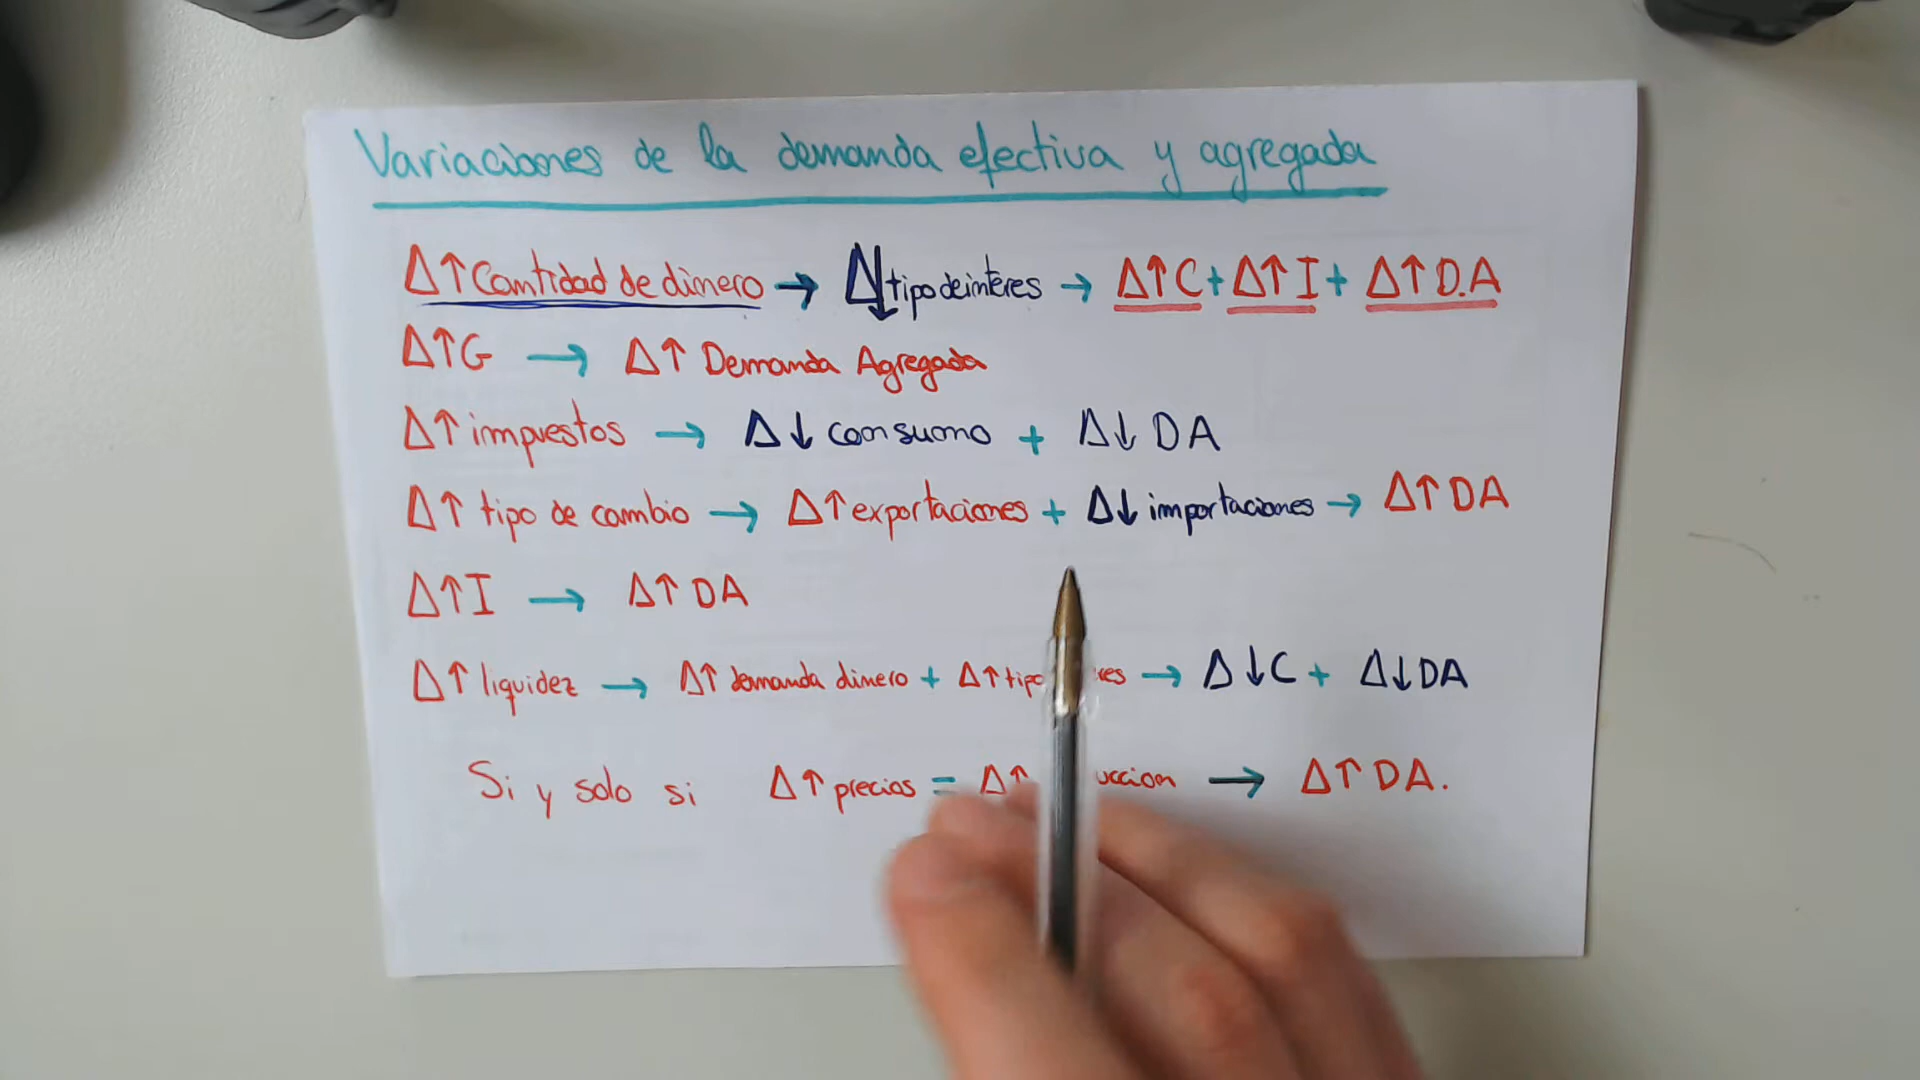 Variaciones de la demanda efectiva y agregada
Δ↑ Cantidad de dinero → Δ↓ tipo de interes → Δ↑C + Δ↑I + Δ↑D.A
Δ↑G → Δ↑ Demanda Agregada
Δ↑ impuestos → Δ↓ consumo + Δ↓ DA
Δ↑ tipo de cambio → Δ↑ exportaciones + Δ↓ importaciones → Δ↑ DA
Δ↑I → Δ↑ DA
Δ↑ liquidez → Δ↑ demanda dinero + Δ↑ tipo → Δ↓C + Δ↓DA
Si y solo si Δ↑ precios = Δ↑ → Δ↑ DA.